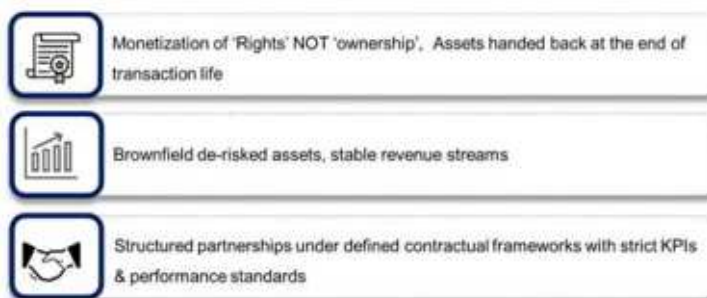 Monetization of 'Rights' NOT 'ownership', Assets handed back at the end of
transaction life
Brownfield de-risked assets, stable revenue streams
Structured partnerships under defined contractual frameworks with strict KPIs
& performance standards